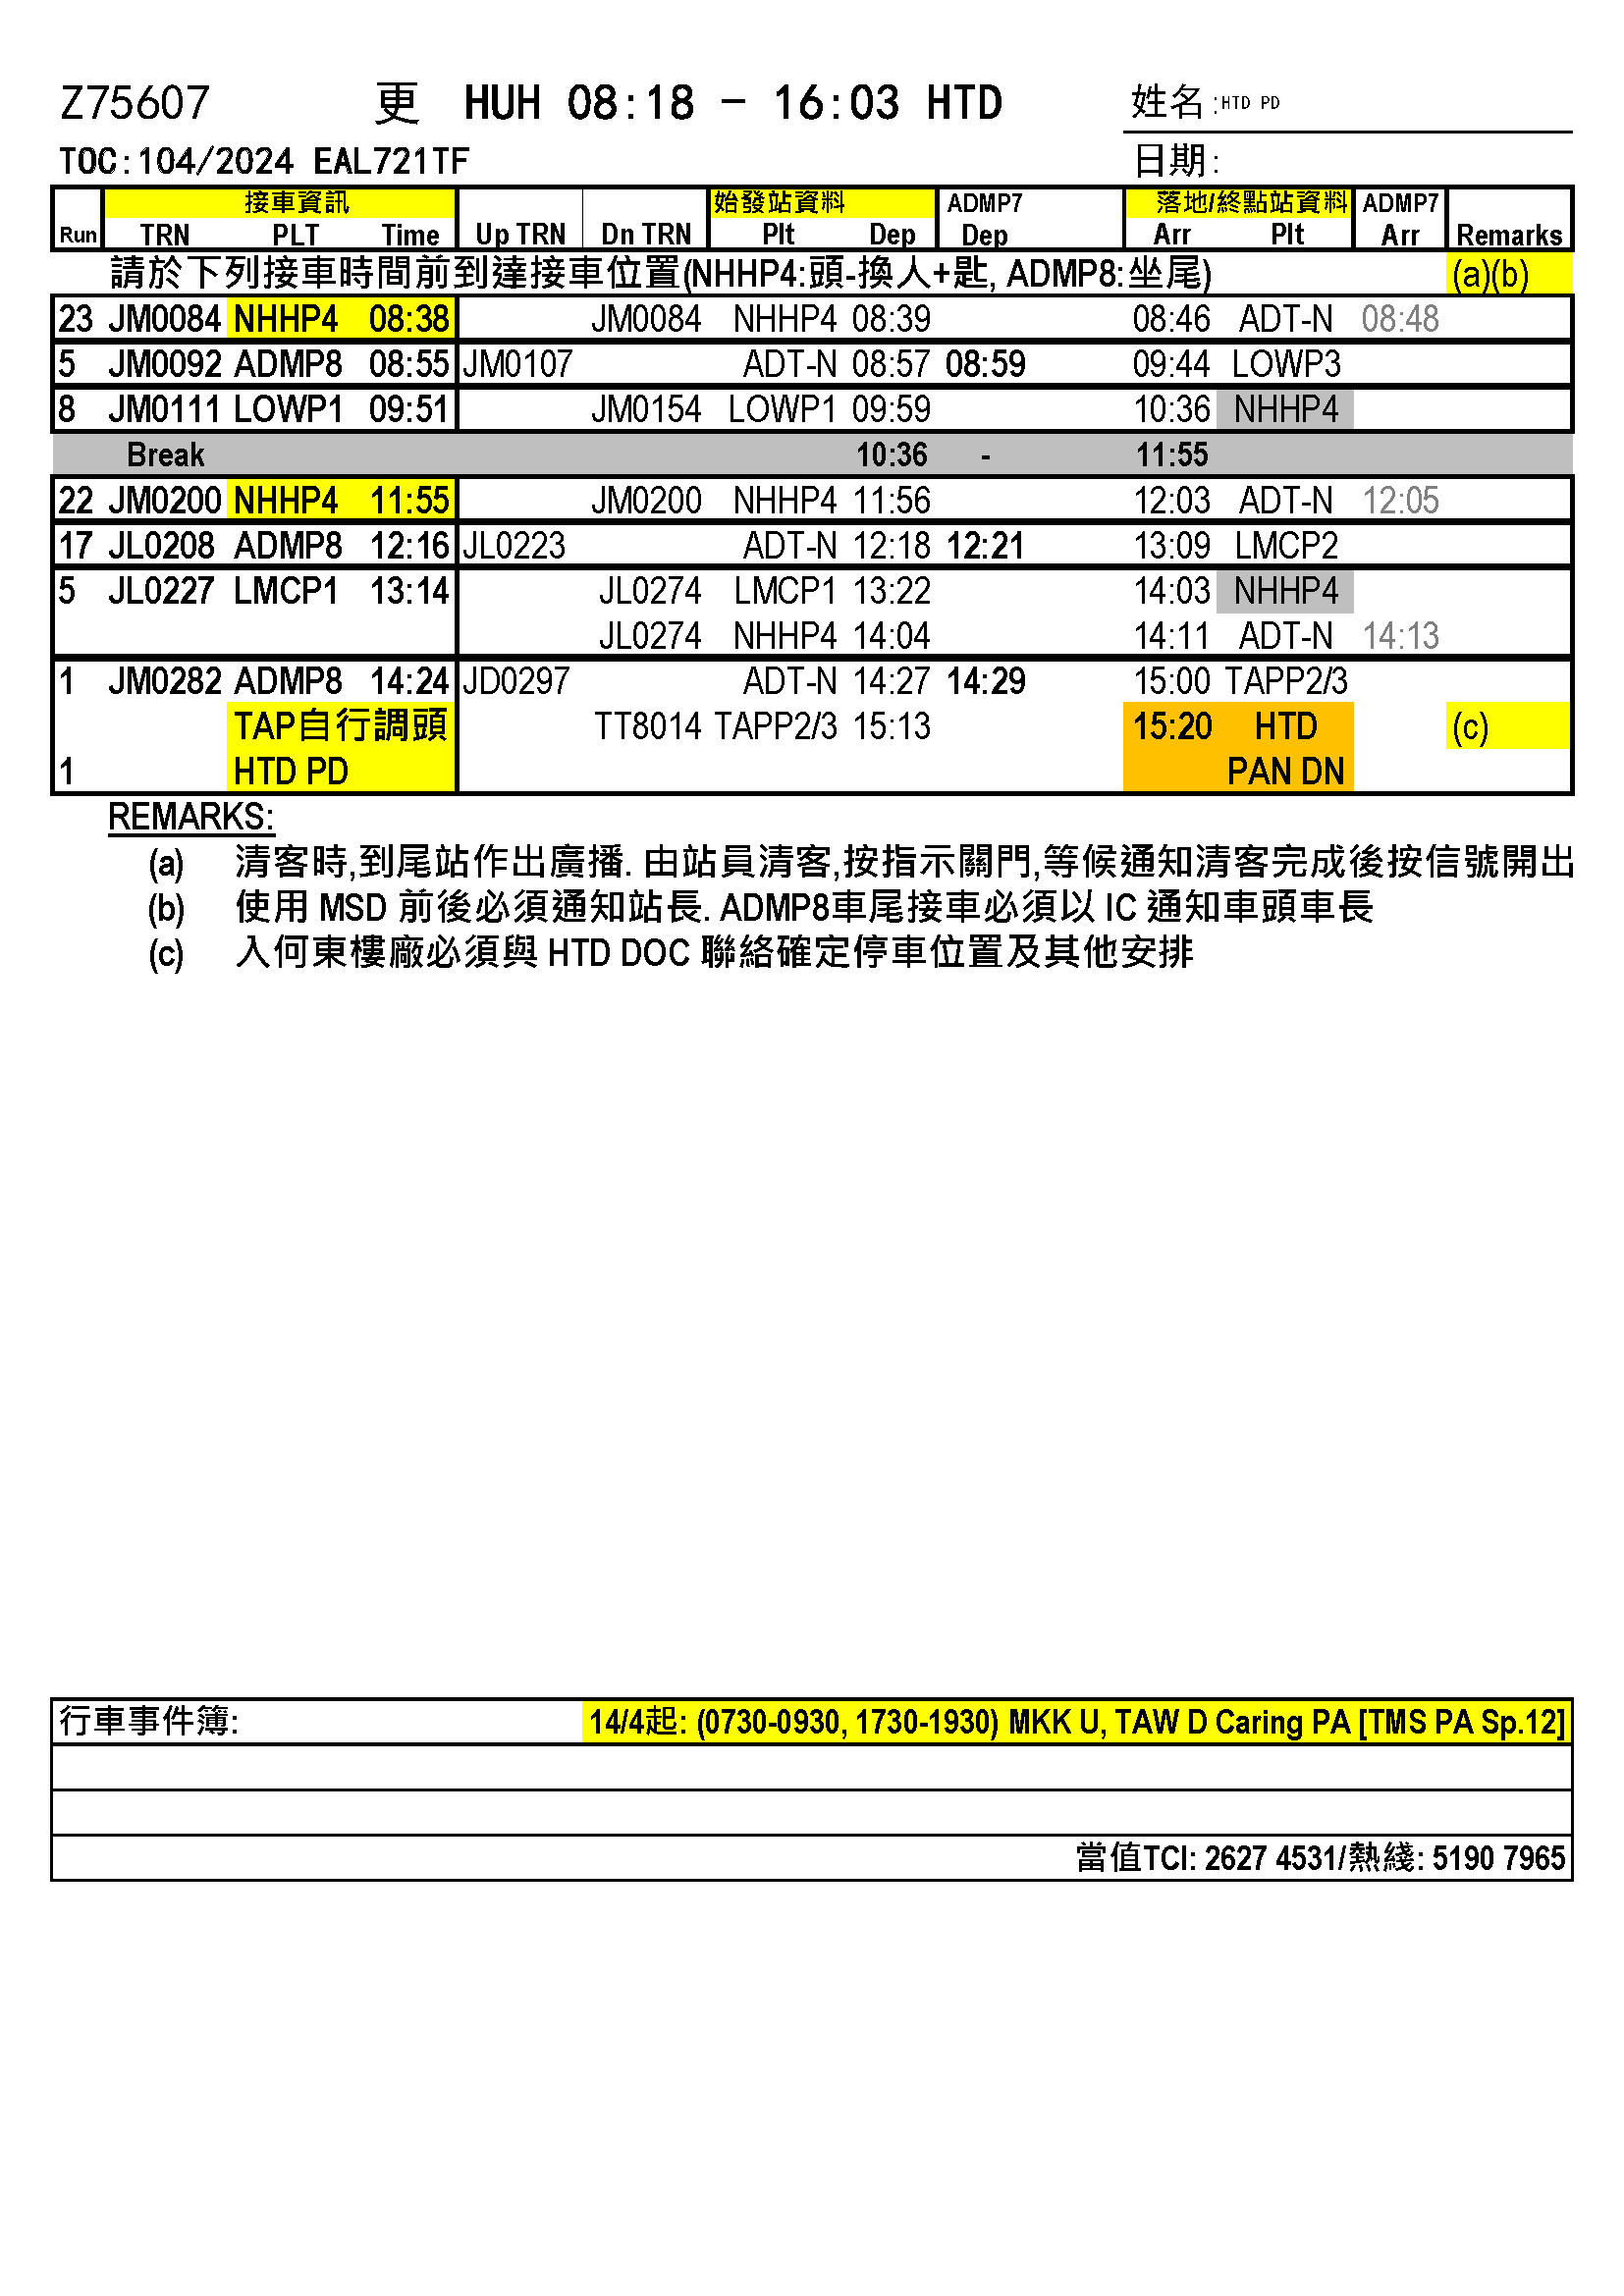 Z75607 更 HUH 08:18 - 16:03 HTD 姓名:HTD PD
TOC:104/2024 EAL721TF 日期:
接車資訊 始發站資料 ADMP7 落地/終點站資料 ADMP7
Run TRN PLT Time Up TRN Dn TRN Plt Dep Dep Arr Plt Arr Remarks
請於下列接車時間前到達接車位置(NHHP4:頭-換人+匙, ADMP8:坐尾) (a)(b)
23 JM0084 NHHP4 08:38 JM0084 NHHP4 08:39 08:46 ADT-N 08:48
5 JM0092 ADMP8 08:55 JM0107 ADT-N 08:57 08:59 09:44 LOWP3
8 JM0111 LOWP1 09:51 JM0154 LOWP1 09:59 10:36 NHHP4
Break 10:36 - 11:55
22 JM0200 NHHP4 11:55 JM0200 NHHP4 11:56 12:03 ADT-N 12:05
17 JL0208 ADMP8 12:16 JL0223 ADT-N 12:18 12:21 13:09 LMCP2
5 JL0227 LMCP1 13:14 JL0274 LMCP1 13:22 14:03 NHHP4
JL0274 NHHP4 14:04 14:11 ADT-N 14:13
1 JM0282 ADMP8 14:24 JD0297 ADT-N 14:27 14:29 15:00 TAPP2/3
TAP自行調頭 TT8014 TAPP2/3 15:13 15:20 HTD (c)
1 HTD PD PAN DN
REMARKS:
(a) 清客時,到尾站作出廣播. 由站員清客,按指示關門,等候通知清客完成後按信號開出
(b) 使用 MSD 前後必須通知站長. ADMP8車尾接車必須以 IC 通知車頭車長
(c) 入何東樓廠必須與 HTD DOC 聯絡確定停車位置及其他安排
行車事件簿: 14/4起: (0730-0930, 1730-1930) MKK U, TAW D Caring PA [TMS PA Sp.12]
當值TCI: 2627 4531/熱綫: 5190 7965